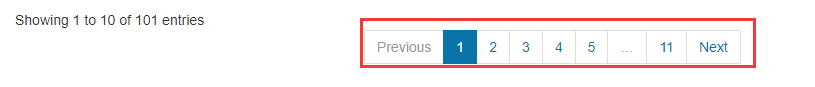 Showing 1 to 10 of 101 entries
Previous 1 2 3 4 5 ... 11 Next